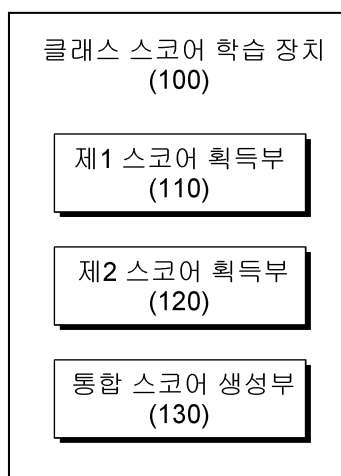 클래스 스코어 학습 장치
(100)
제1 스코어 획득부
(110)
제2 스코어 획득부
(120)
통합 스코어 생성부
(130)